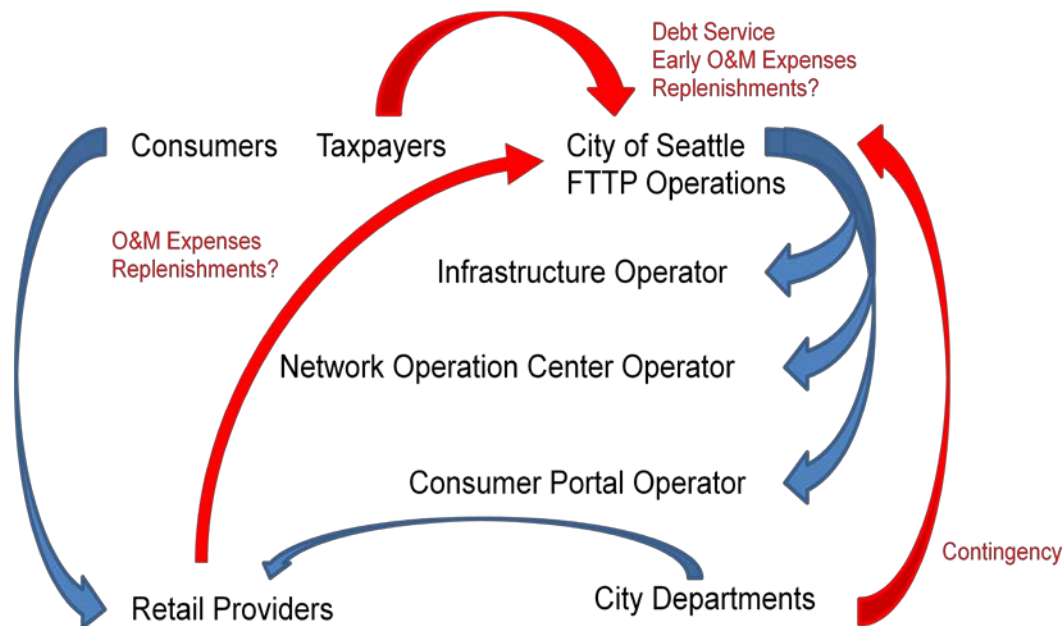 Debt Service
Early O&M Expenses
Replenishments?
Consumers
Taxpayers
City of Seattle
FTTP Operations
O&M Expenses
Replenishments?
Infrastructure Operator
Network Operation Center Operator
Consumer Portal Operator
Contingency
Retail Providers
City Departments